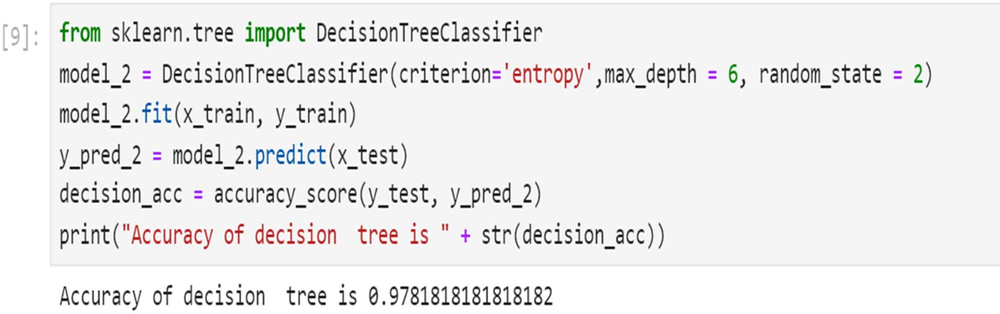 [9]:
from sklearn.tree import DecisionTreeClassifier
model_2 = DecisionTreeClassifier(criterion='entropy',max_depth = 6, random_state = 2)
model_2.fit(x_train, y_train)
y_pred_2 = model_2.predict(x_test)
decision_acc = accuracy_score(y_test, y_pred_2)
print("Accuracy of decision  tree is " + str(decision_acc))
Accuracy of decision  tree is 0.9781818181818182